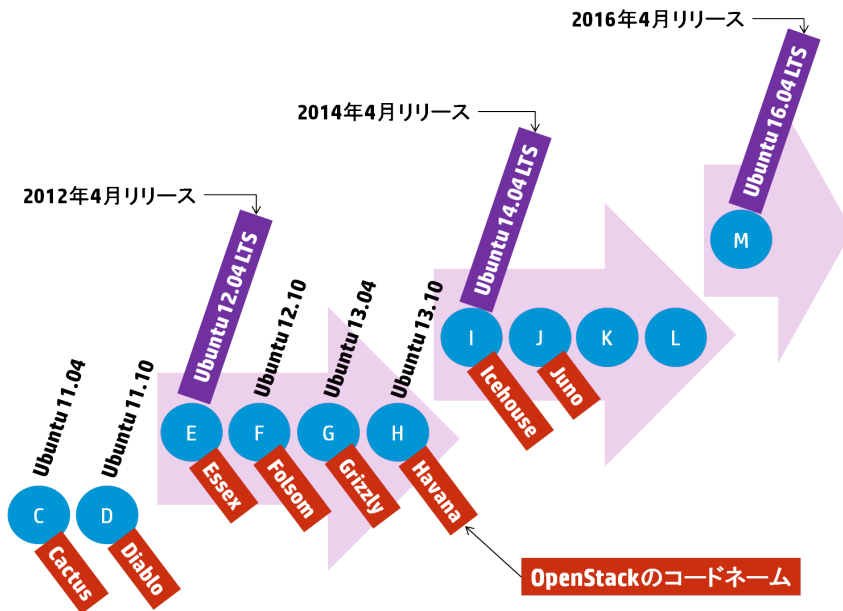 2016年4月リリース
Ubuntu 16.04 LTS
M
2014年4月リリース
Ubuntu 14.04 LTS
I
J
K
L
Icehouse
Juno
2012年4月リリース
Ubuntu 12.04 LTS
Ubuntu 12.10
Ubuntu 13.04
Ubuntu 13.10
E
F
G
H
Essex
Folsom
Grizzly
Havana
Ubuntu 11.04
Ubuntu 11.10
C
D
Cactus
Diablo
OpenStackのコードネーム